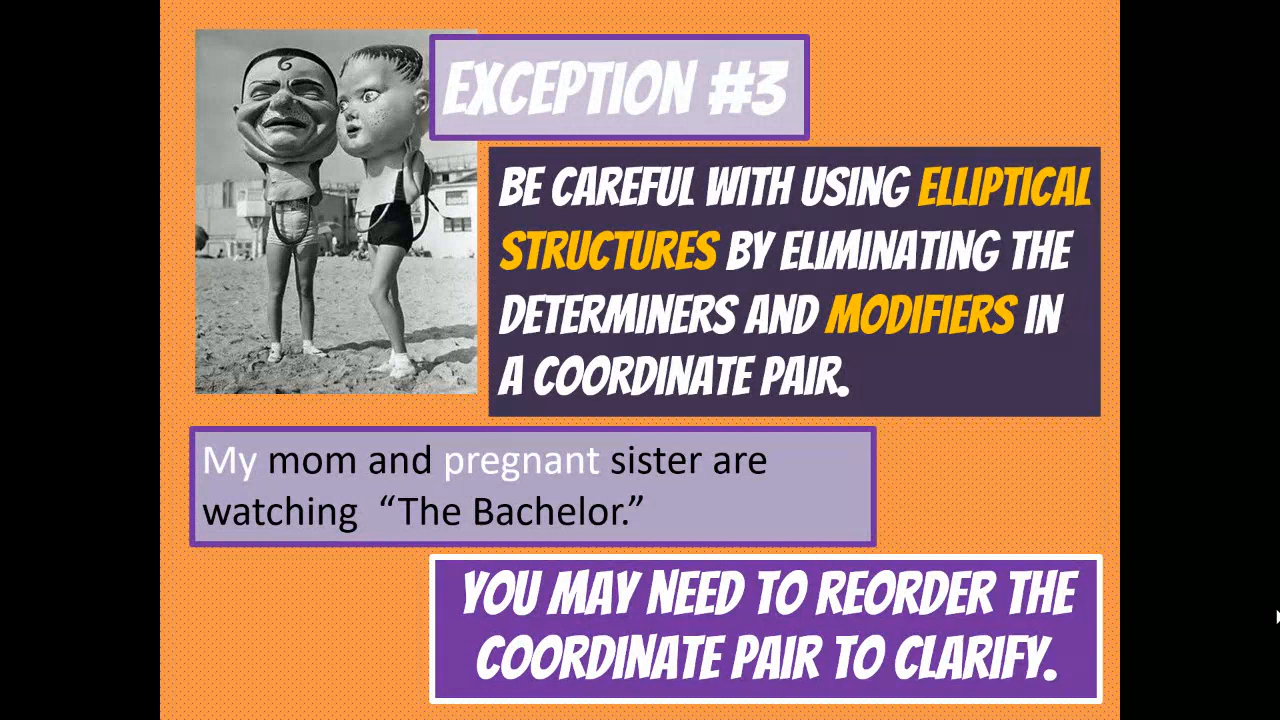 EXCEPTION #3
BE CAREFUL WITH USING ELLIPTICAL
STRUCTURES BY ELIMINATING THE
DETERMINERS AND MODIFIERS IN
A COORDINATE PAIR.
My mom and pregnant sister are
watching “The Bachelor.”
YOU MAY NEED TO REORDER THE
COORDINATE PAIR TO CLARIFY.